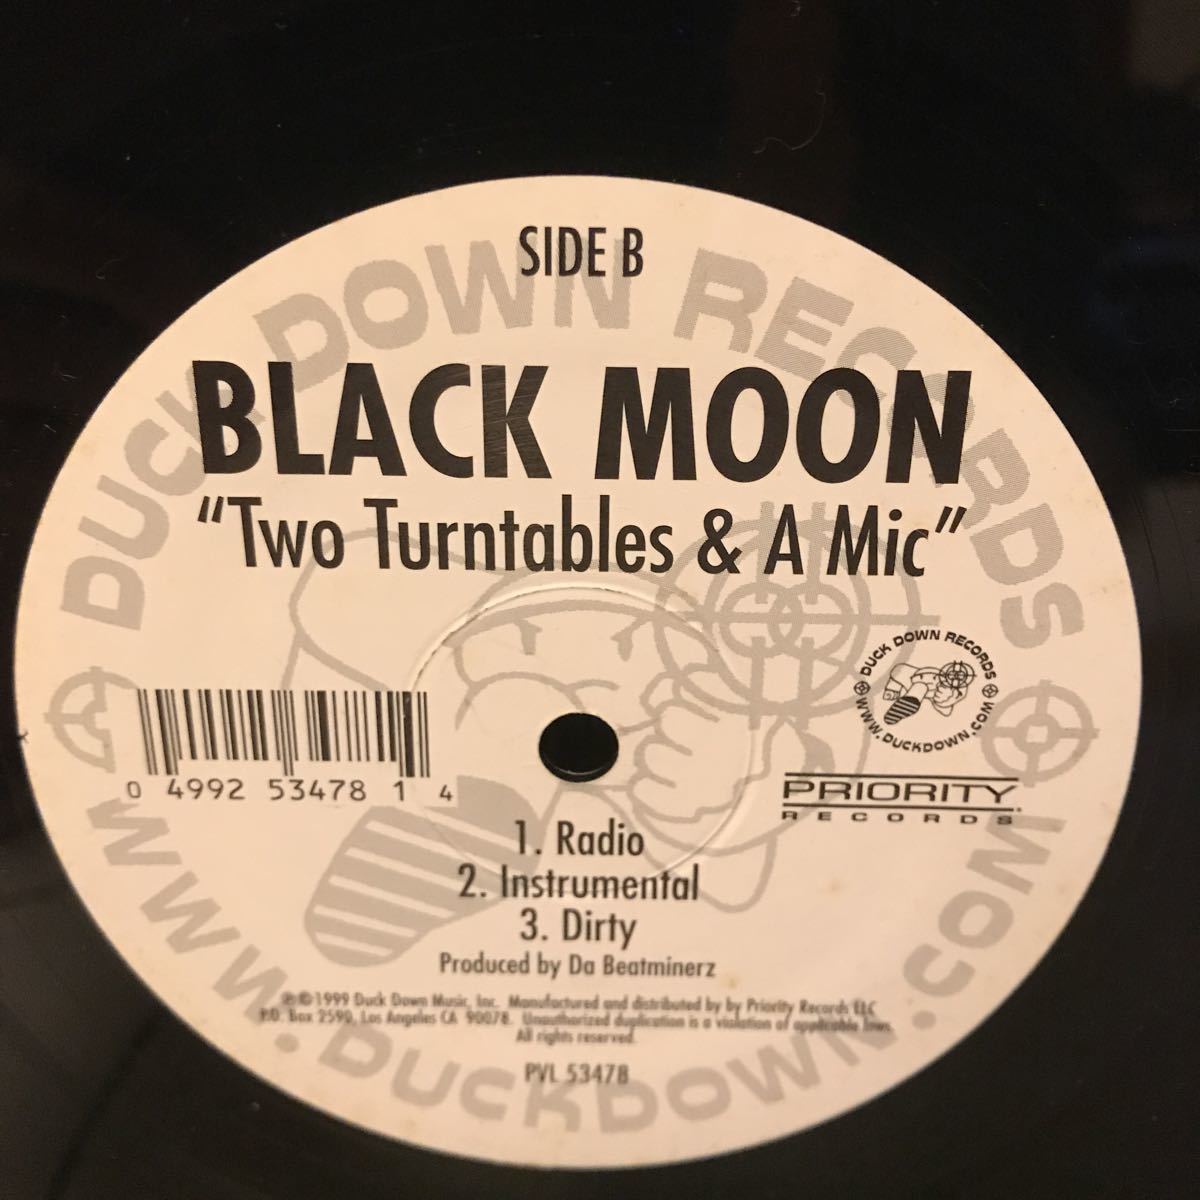 SIDE B
DUCK DOWN RECORDS
BLACK MOON
"Two Turntables & A Mic"
DUCK DOWN RECORDS
WWW.DUCKDOWN.COM
0 4992 53478 1 4
PRIORITY
RECORDS
1. Radio
2. Instrumental
3. Dirty
Produced by Da Beatminerz
℗©1999 Duck Down Music, Inc. Manufactured and distributed by by Priority Records LLC
P.O. Box 2590, Los Angeles CA 90078. Unauthorized duplication is a violation of applicable laws.
All rights reserved.
PVL 53478
WWW.DUCKDOWN.COM